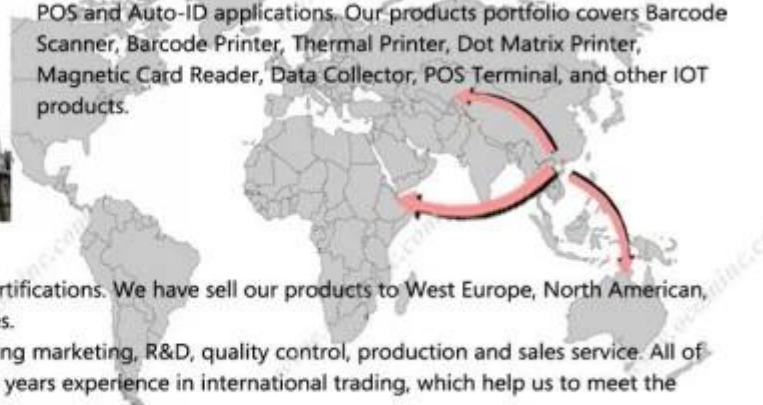 POS and Auto-ID applications. Our products portfolio covers Barcode
Scanner, Barcode Printer, Thermal Printer, Dot Matrix Printer,
Magnetic Card Reader, Data Collector, POS Terminal, and other IOT
products.
rtifications. We have sell our products to West Europe, North American,
s.
ng marketing, R&D, quality control, production and sales service. All of
years experience in international trading, which help us to meet the